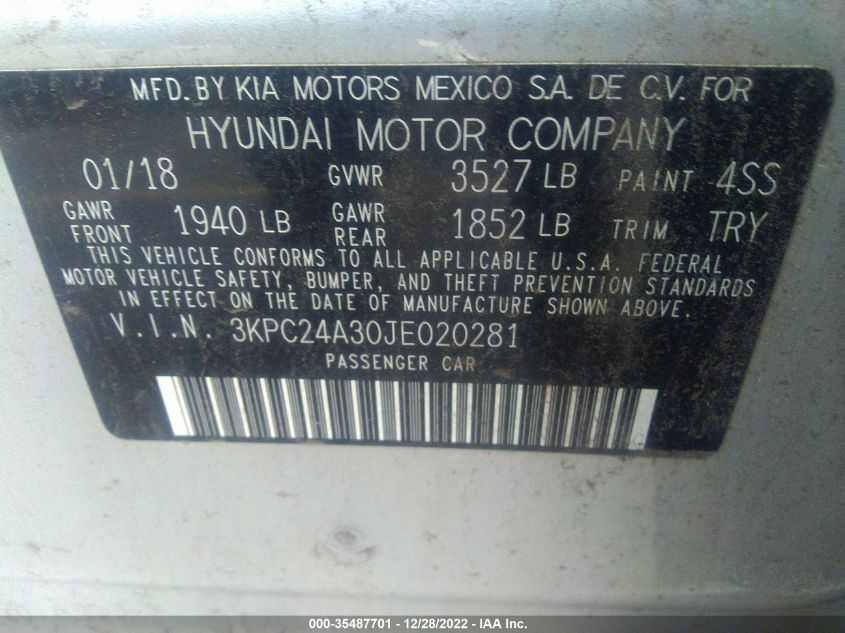 MFD. BY KIA MOTORS MEXICO S.A. DE C.V. FOR
HYUNDAI MOTOR COMPANY
01/18 GVWR 3527 LB PAINT 4SS
GAWR FRONT 1940 LB GAWR REAR 1852 LB TRIM TRY
THIS VEHICLE CONFORMS TO ALL APPLICABLE U.S.A. FEDERAL
MOTOR VEHICLE SAFETY, BUMPER, AND THEFT PREVENTION STANDARDS
IN EFFECT ON THE DATE OF MANUFACTURE SHOWN ABOVE.
V.I.N. 3KPC24A30JE020281
PASSENGER CAR
000-35487701 - 12/28/2022 - IAA Inc.